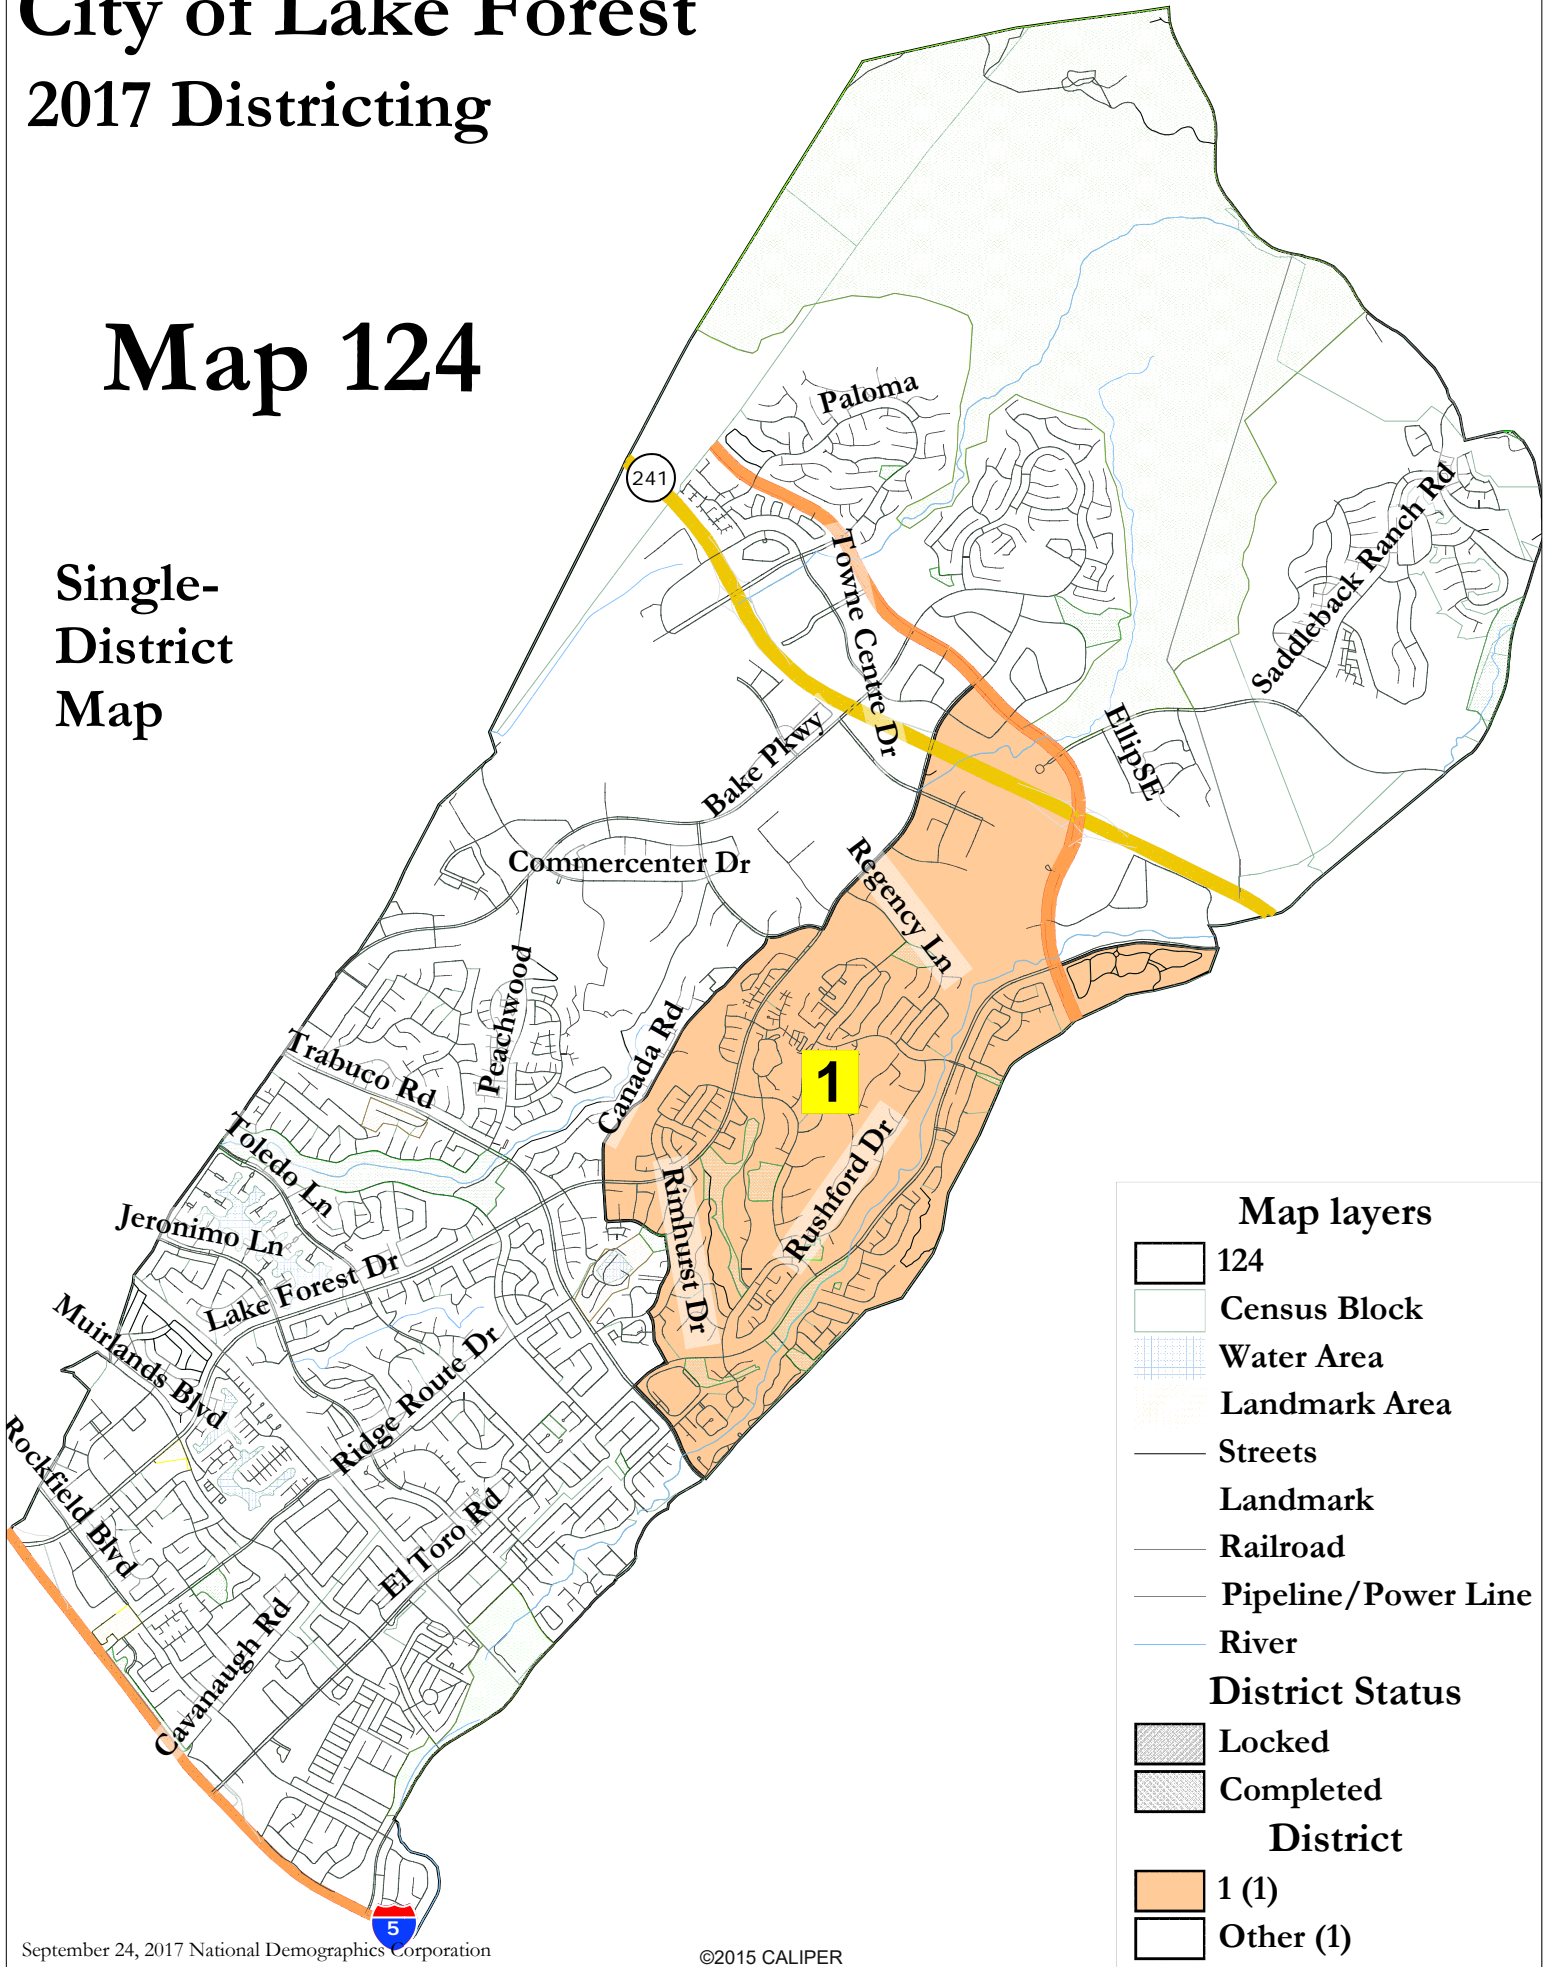 City of Lake Forest
2017 Districting
Map 124
Single-
District
Map
Paloma
241
Towne Centre Dr
Saddleback Ranch Rd
EllipSE
Bake Pkwy
Commercenter Dr
Regency Ln
Peachwood
Canada Rd
Trabuco Rd
1
Toledo Ln
Rushford Dr
Rimhurst Dr
Jeronimo Ln
Lake Forest Dr
Muirlands Blvd
Ridge Route Dr
Rockfield Blvd
El Toro Rd
Cavanaugh Rd
5
Map layers
124
Census Block
Water Area
Landmark Area
Streets
Landmark
Railroad
Pipeline/Power Line
River
District Status
Locked
Completed
District
1 (1)
Other (1)
September 24, 2017 National Demographics Corporation
©2015 CALIPER